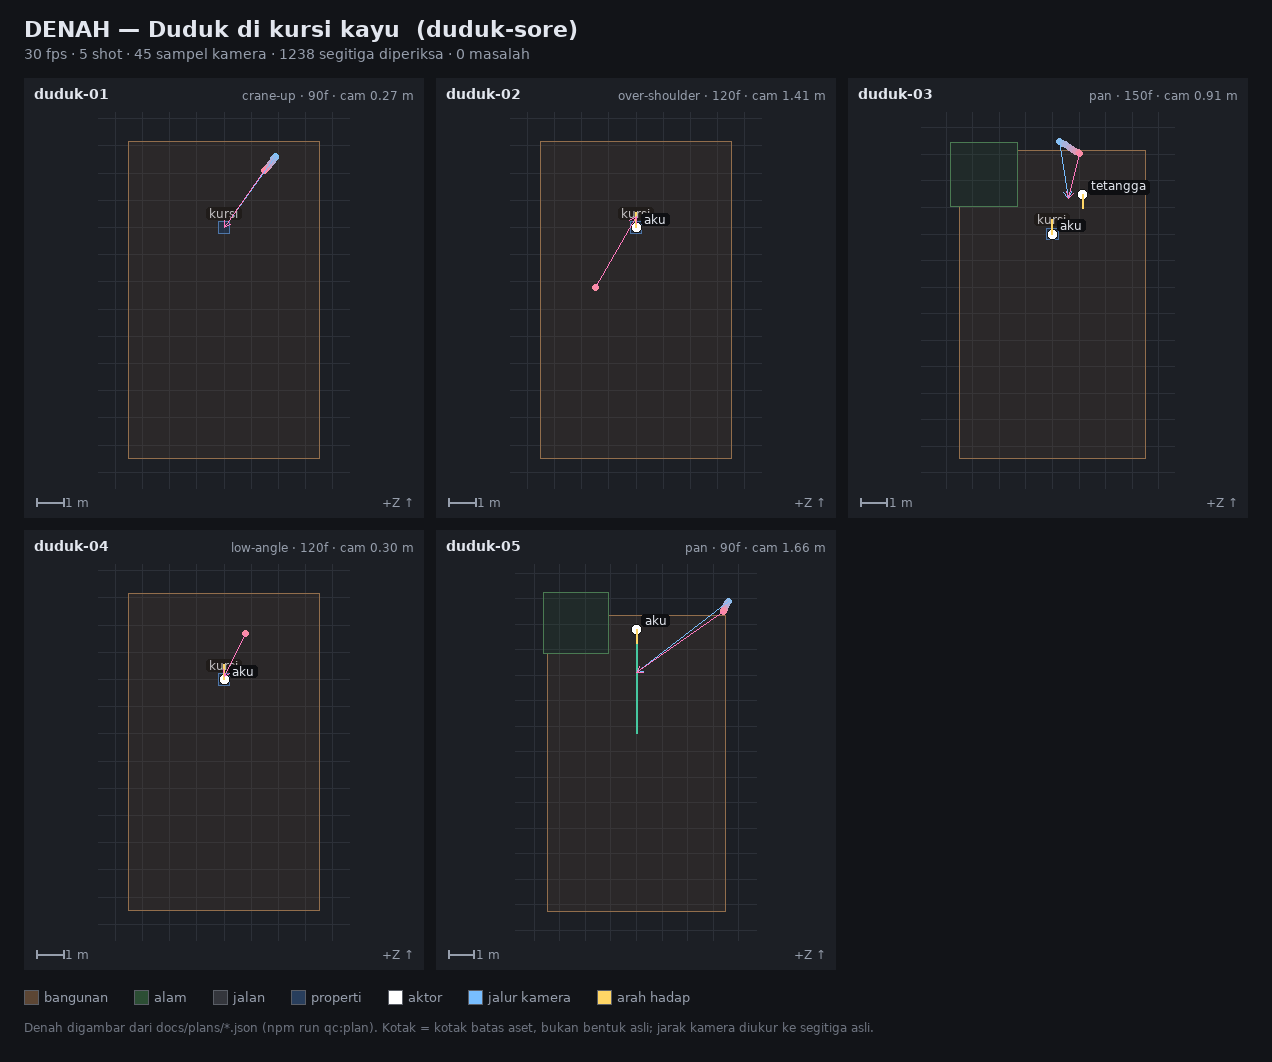 DENAH — Duduk di kursi kayu (duduk-sore)
30 fps · 5 shot · 45 sampel kamera · 1238 segitiga diperiksa · 0 masalah
duduk-01
crane-up · 90f · cam 0.27 m
kursi
1 m
+Z ↑
duduk-02
over-shoulder · 120f · cam 1.41 m
kursi
aku
1 m
+Z ↑
duduk-03
pan · 150f · cam 0.91 m
tetangga
kursi
aku
1 m
+Z ↑
duduk-04
low-angle · 120f · cam 0.30 m
kursi
aku
1 m
+Z ↑
duduk-05
pan · 90f · cam 1.66 m
aku
1 m
+Z ↑
bangunan
alam
jalan
properti
aktor
jalur kamera
arah hadap
Denah digambar dari docs/plans/*.json (npm run qc:plan). Kotak = kotak batas aset, bukan bentuk asli; jarak kamera diukur ke segitiga asli.